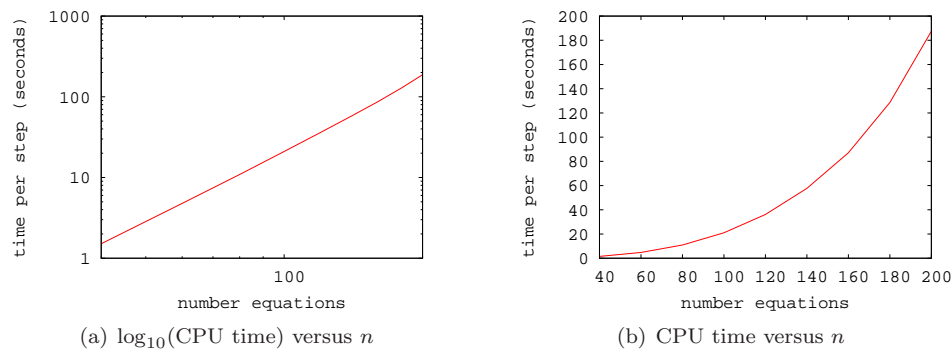 1000
100
10
1
time per step (seconds)
100
number equations
(a) log₁₀(CPU time) versus n
200
180
160
140
120
100
80
60
40
20
0
time per step (seconds)
40 60 80 100 120 140 160 180 200
number equations
(b) CPU time versus n